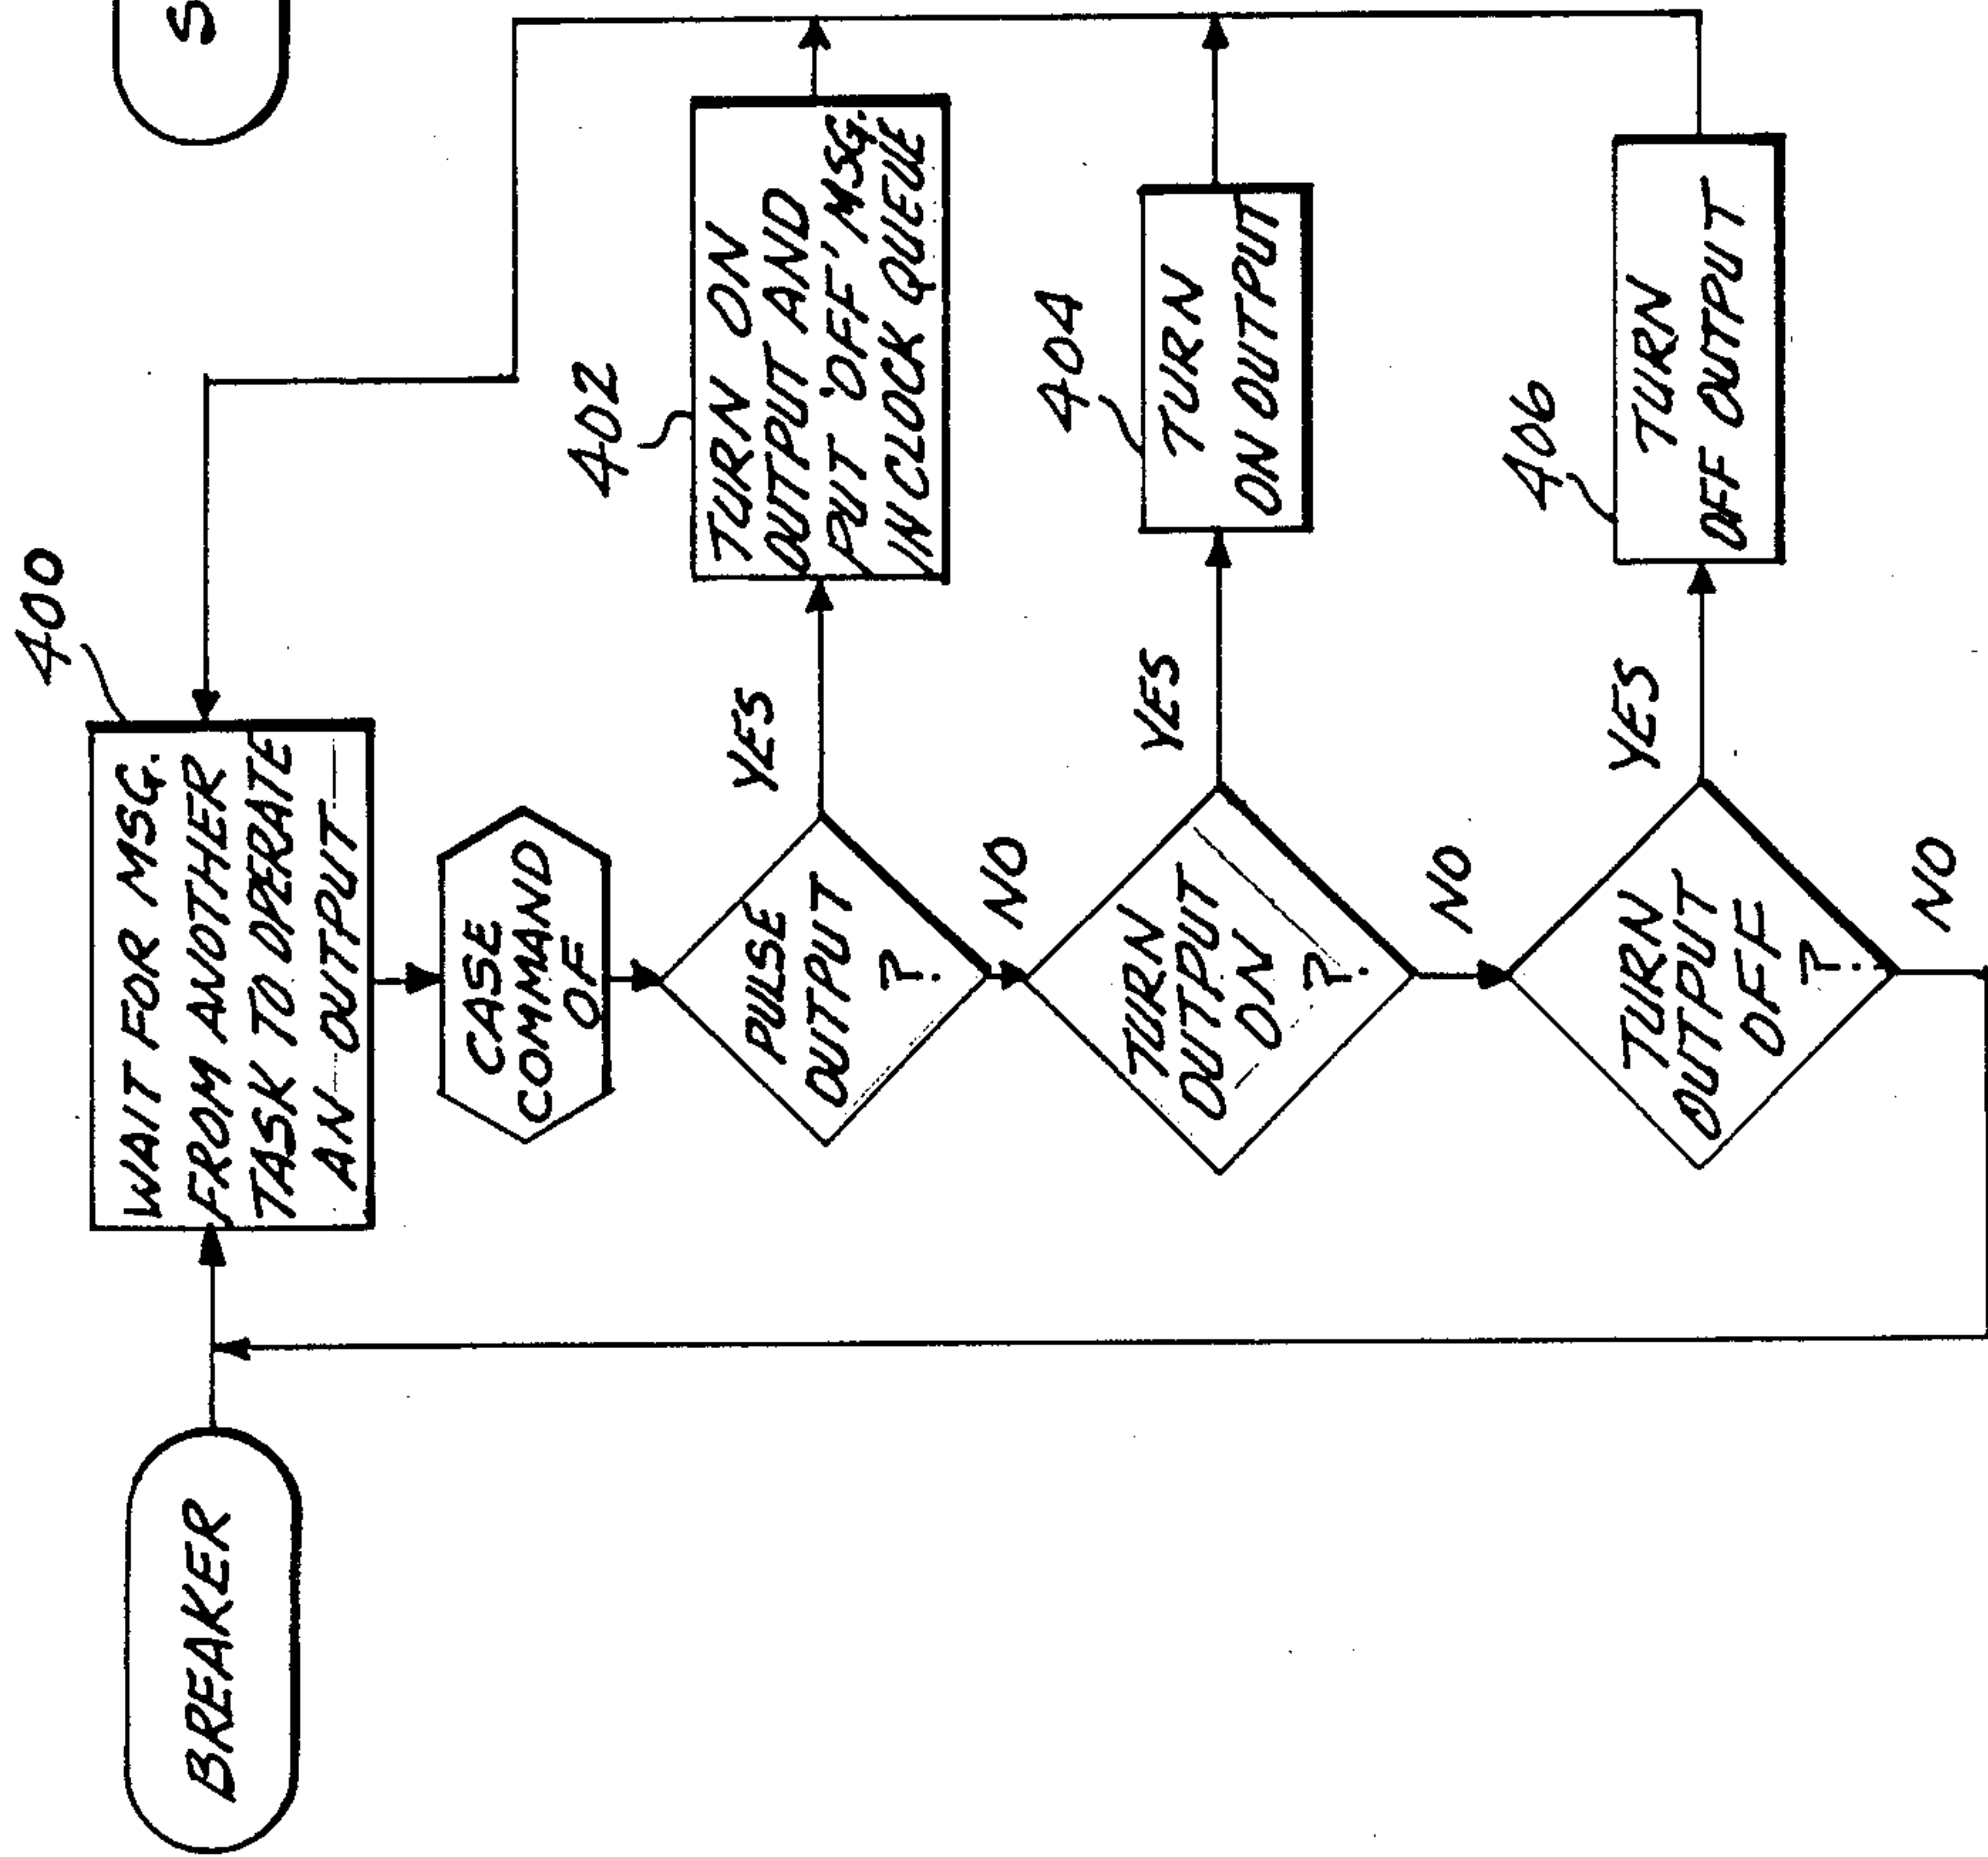 BREAKER
400
WAIT FOR MSG.
FROM ANOTHER
TASK TO OPERATE
AN OUTPUT
CASE
COMMAND
OF
PULSE
OUTPUT
?
YES
NO
402
TURN ON
OUTPUT AND
PUT "OFF" MSG.
IN CLOCK QUEUE
TURN
OUTPUT
ON
?
YES
NO
404
TURN
ON OUTPUT
TURN
OUTPUT
OFF
?
YES
NO
406
TURN
OFF OUTPUT
S